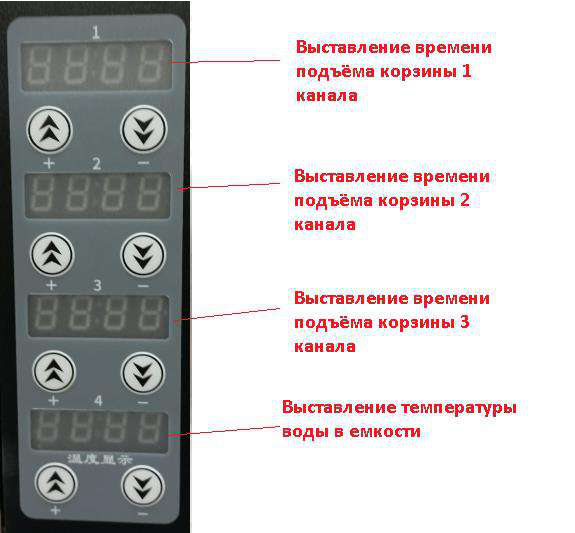 1
Выставление времени
подъёма корзины 1
канала
+ −
2
Выставление времени
подъёма корзины 2
канала
+ −
3
Выставление времени
подъёма корзины 3
канала
+ −
4
Выставление температуры
воды в емкости
温度显示
+ −